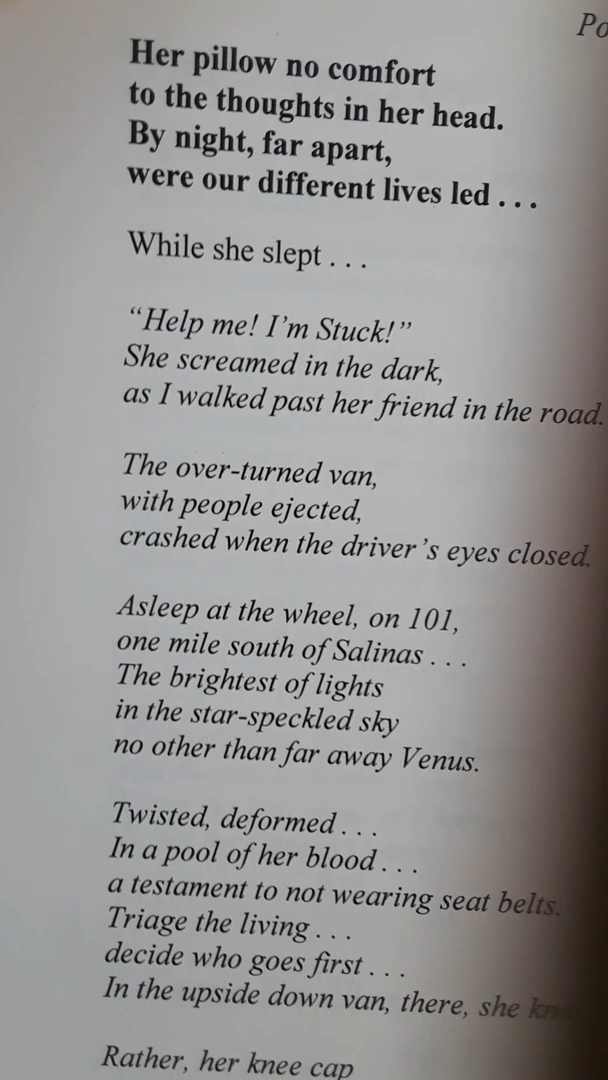 Her pillow no comfort
to the thoughts in her head.
By night, far apart,
were our different lives led . . .
While she slept . . .
“Help me! I’m Stuck!”
She screamed in the dark,
as I walked past her friend in the road.
The over-turned van,
with people ejected,
crashed when the driver’s eyes closed.
Asleep at the wheel, on 101,
one mile south of Salinas . . .
The brightest of lights
in the star-speckled sky
no other than far away Venus.
Twisted, deformed . . .
In a pool of her blood . . .
a testament to not wearing seat belts.
Triage the living . . .
decide who goes first . . .
In the upside down van, there, she
Rather, her knee cap